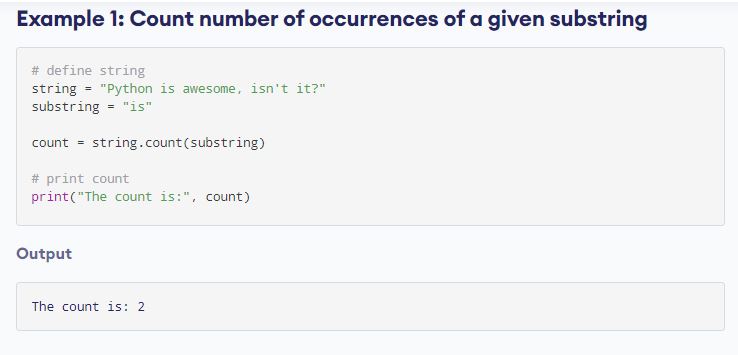 Example 1: Count number of occurrences of a given substring
# define string
string = "Python is awesome, isn't it?"
substring = "is"
count = string.count(substring)
# print count
print("The count is:", count)
Output
The count is: 2